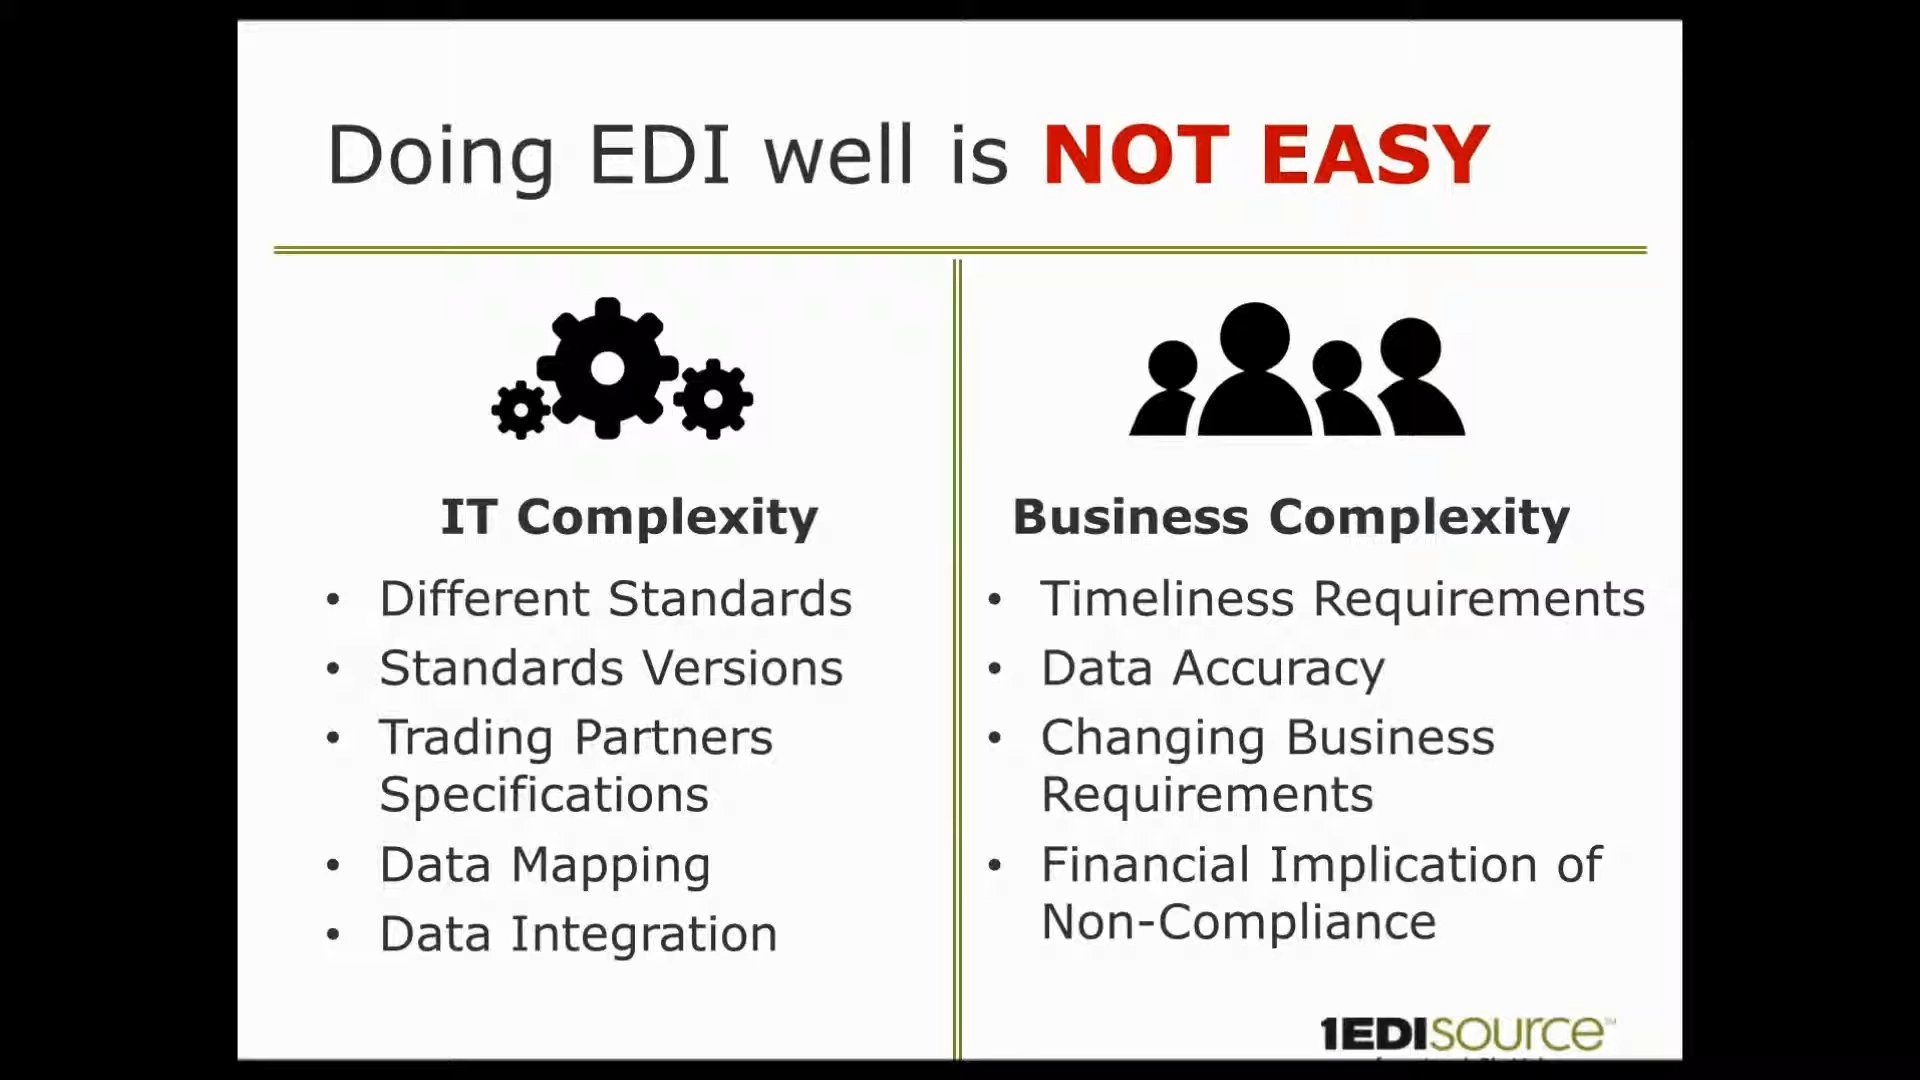 Doing EDI well is NOT EASY
IT Complexity
• Different Standards
• Standards Versions
• Trading Partners
Specifications
• Data Mapping
• Data Integration
Business Complexity
• Timeliness Requirements
• Data Accuracy
• Changing Business
Requirements
• Financial Implication of
Non-Compliance
1EDISOURCE™